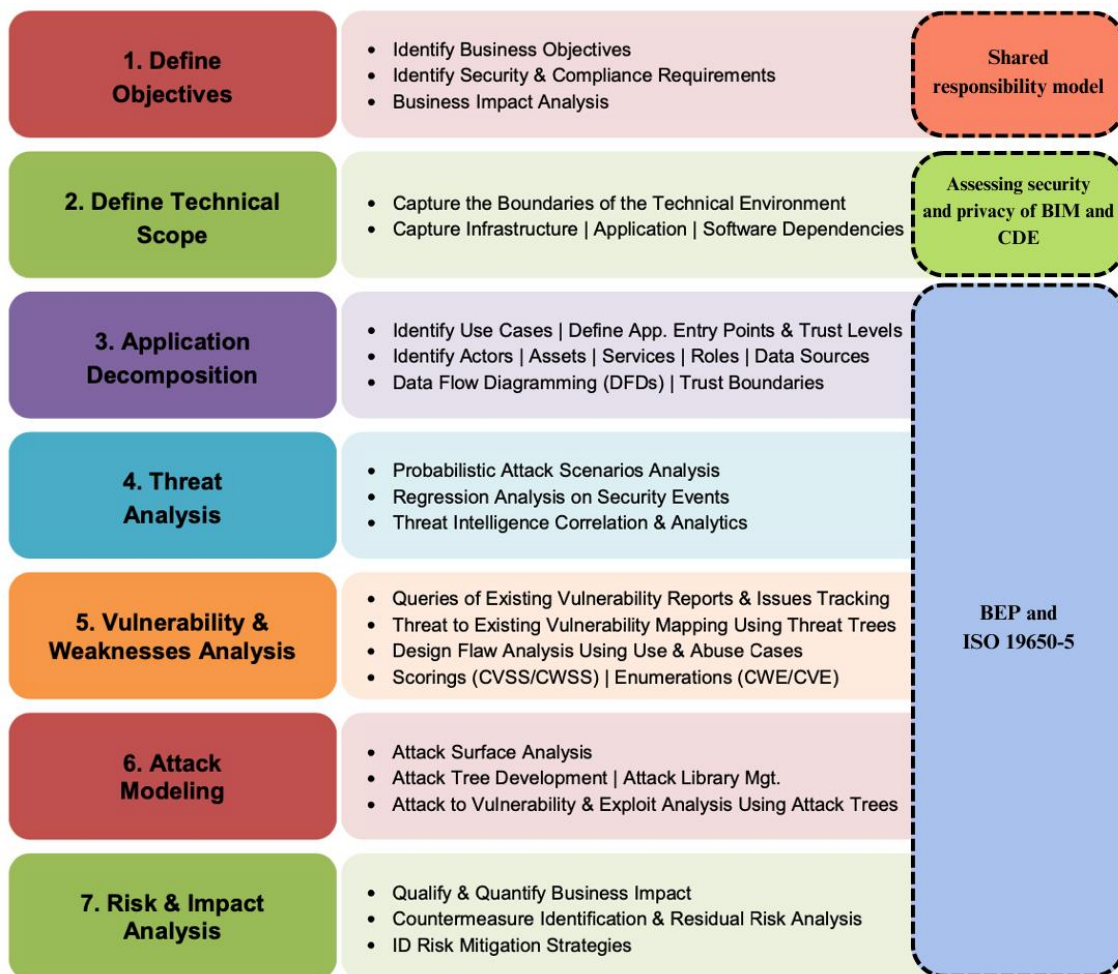 1. Define
Objectives
• Identify Business Objectives
• Identify Security & Compliance Requirements
• Business Impact Analysis
Shared
responsibility model
2. Define Technical
Scope
• Capture the Boundaries of the Technical Environment
• Capture Infrastructure | Application | Software Dependencies
Assessing security
and privacy of BIM and
CDE
3. Application
Decomposition
• Identify Use Cases | Define App. Entry Points & Trust Levels
• Identify Actors | Assets | Services | Roles | Data Sources
• Data Flow Diagramming (DFDs) | Trust Boundaries
4. Threat
Analysis
• Probabilistic Attack Scenarios Analysis
• Regression Analysis on Security Events
• Threat Intelligence Correlation & Analytics
5. Vulnerability &
Weaknesses Analysis
• Queries of Existing Vulnerability Reports & Issues Tracking
• Threat to Existing Vulnerability Mapping Using Threat Trees
• Design Flaw Analysis Using Use & Abuse Cases
• Scorings (CVSS/CWSS) | Enumerations (CWE/CVE)
BEP and
ISO 19650-5
6. Attack
Modeling
• Attack Surface Analysis
• Attack Tree Development | Attack Library Mgt.
• Attack to Vulnerability & Exploit Analysis Using Attack Trees
7. Risk & Impact
Analysis
• Qualify & Quantify Business Impact
• Countermeasure Identification & Residual Risk Analysis
• ID Risk Mitigation Strategies